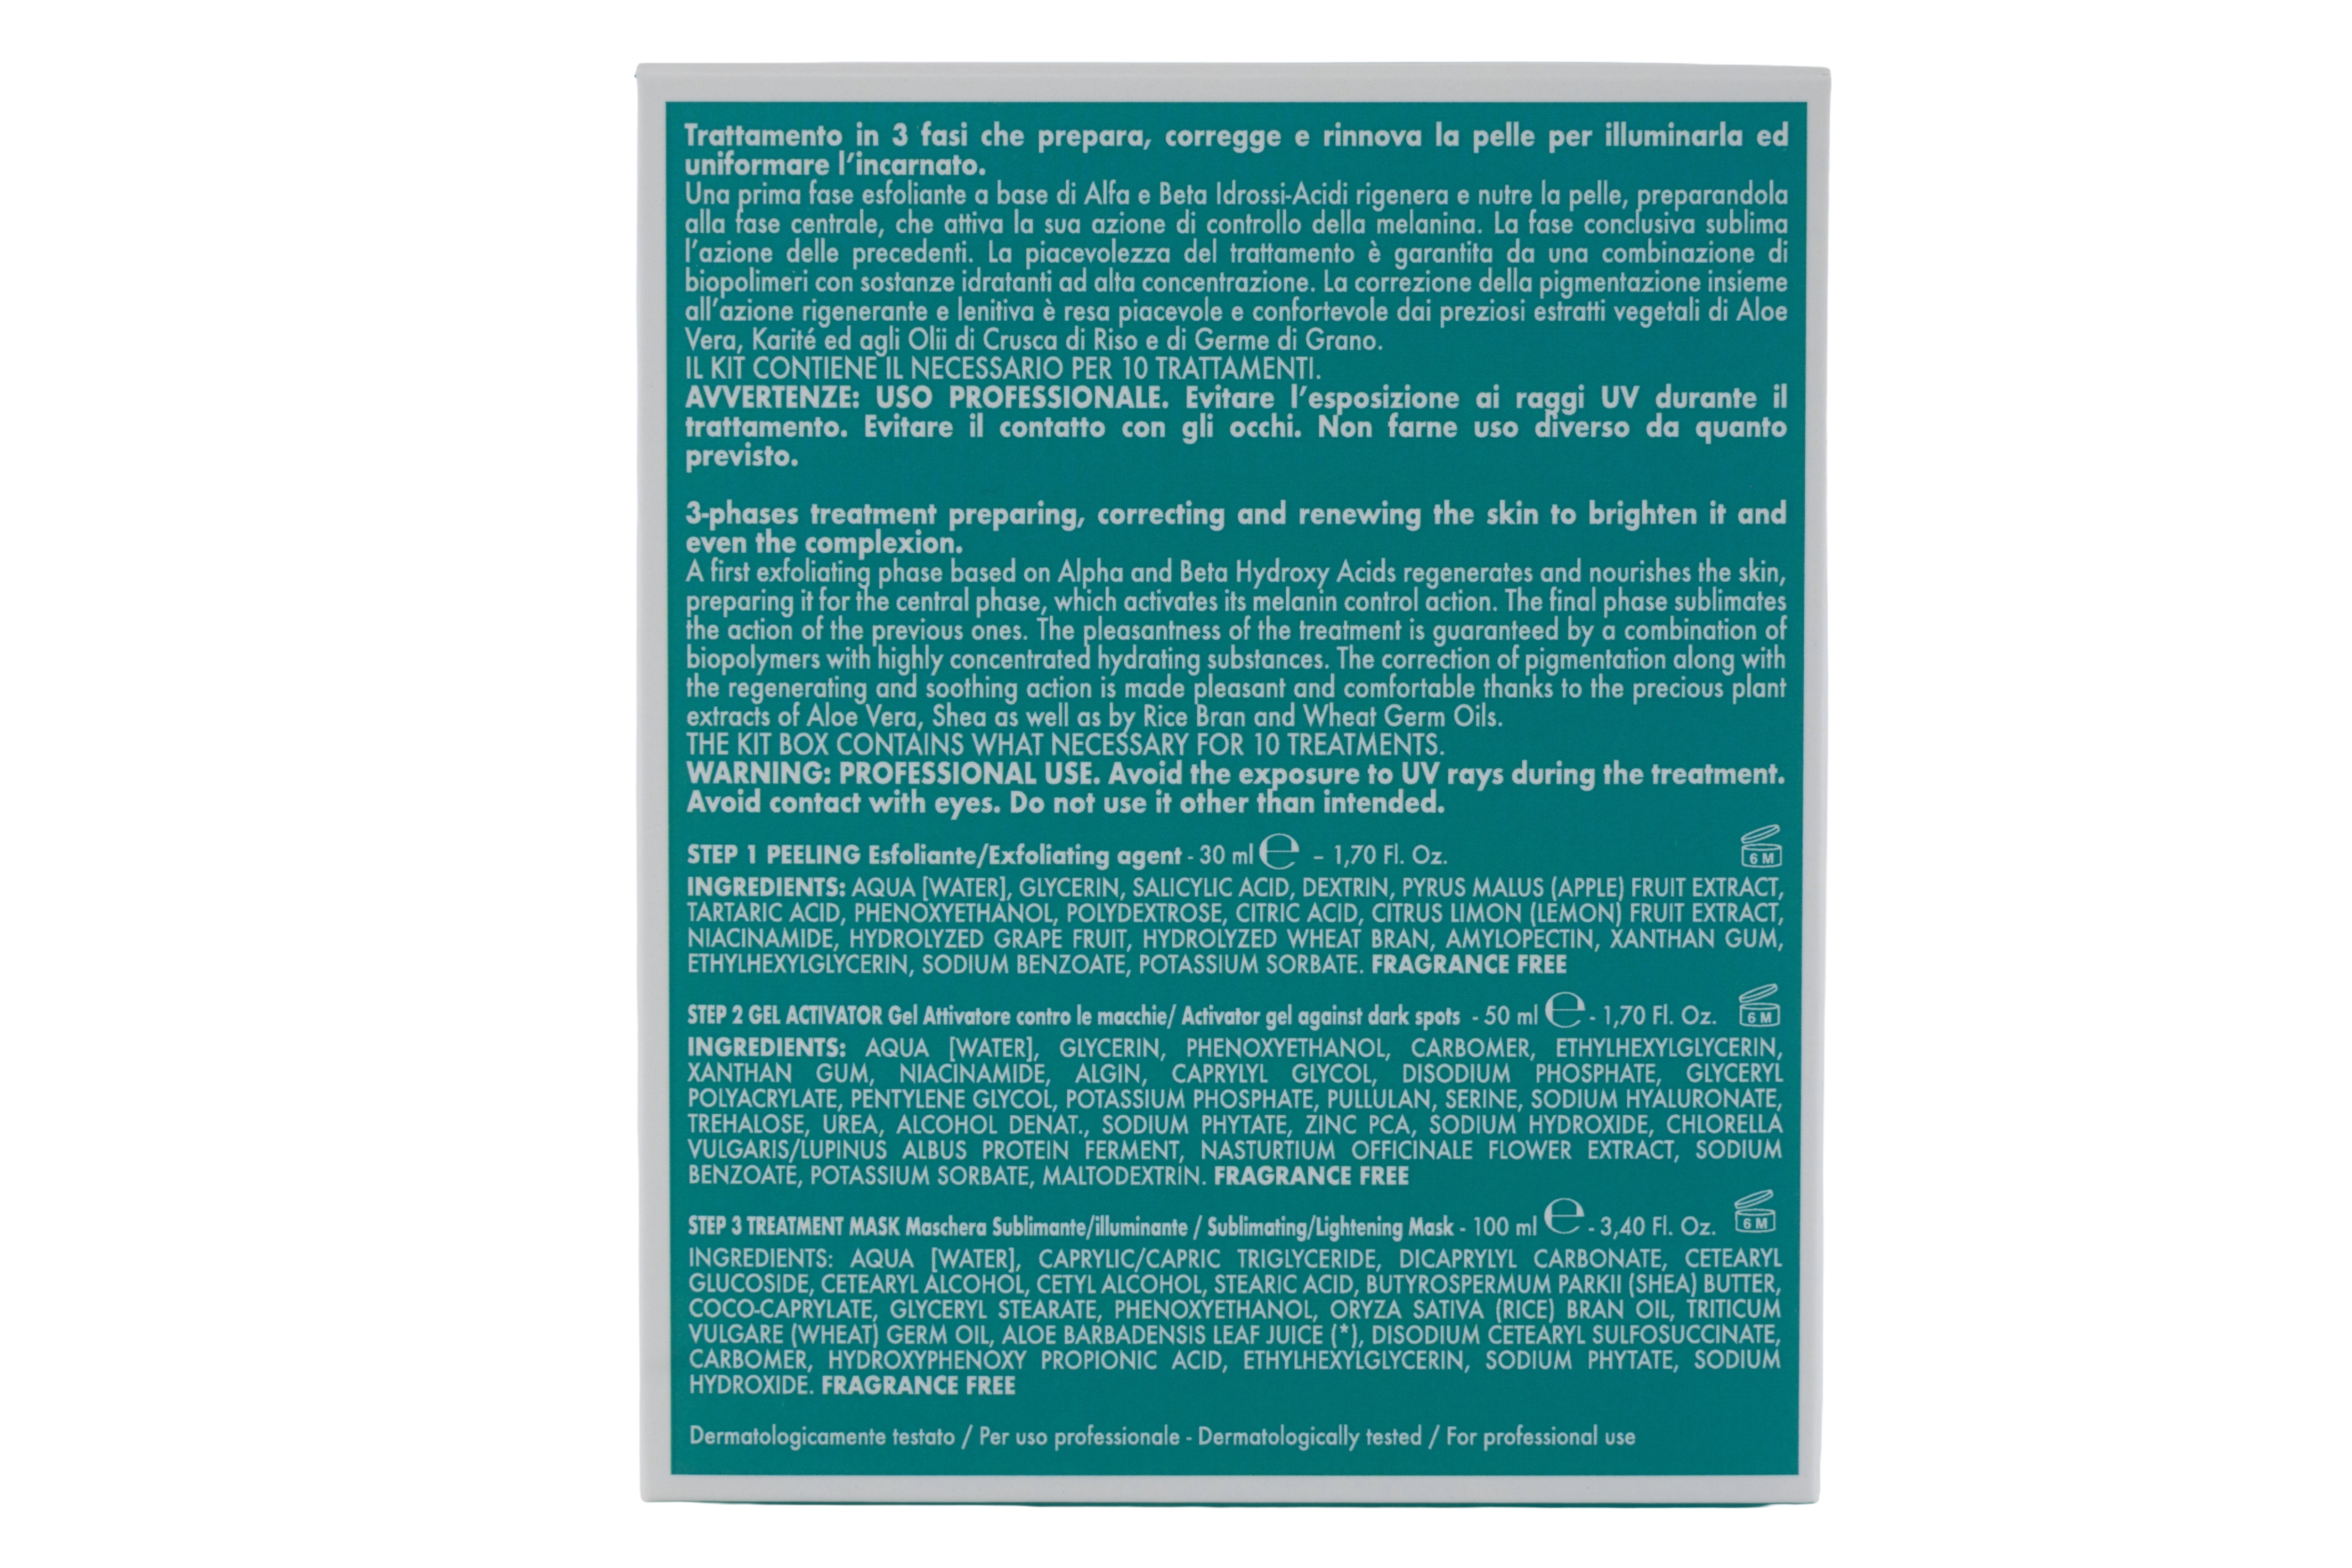 Trattamento in 3 fasi che prepara, corregge e rinnova la pelle per illuminarla ed
uniformare l'incarnato.
Una prima fase esfoliante a base di Alfa e Beta Idrossi-Acidi rigenera e nutre la pelle, preparandola
alla fase centrale, che attiva la sua azione di controllo della melanina. La fase conclusiva sublima
l'azione delle precedenti. La piacevolezza del trattamento è garantita da una combinazione di
biopolimeri con sostanze idratanti ad alta concentrazione. La correzione della pigmentazione insieme
all'azione rigenerante e lenitiva è resa piacevole e confortevole dai preziosi estratti vegetali di Aloe
Vera, Karité ed agli Olii di Crusca di Riso e di Germe di Grano.
IL KIT CONTIENE IL NECESSARIO PER 10 TRATTAMENTI.
AVVERTENZE: USO PROFESSIONALE. Evitare l'esposizione ai raggi UV durante il
trattamento. Evitare il contatto con gli occhi. Non farne uso diverso da quanto
previsto.
3-phases treatment preparing, correcting and renewing the skin to brighten it and
even the complexion.
A first exfoliating phase based on Alpha and Beta Hydroxy Acids regenerates and nourishes the skin,
preparing it for the central phase, which activates its melanin control action. The final phase sublimates
the action of the previous ones. The pleasantness of the treatment is guaranteed by a combination of
biopolymers with highly concentrated hydrating substances. The correction of pigmentation along with
the regenerating and soothing action is made pleasant and comfortable thanks to the precious plant
extracts of Aloe Vera, Shea as well as by Rice Bran and Wheat Germ Oils.
THE KIT BOX CONTAINS WHAT NECESSARY FOR 10 TREATMENTS.
WARNING: PROFESSIONAL USE. Avoid the exposure to UV rays during the treatment.
Avoid contact with eyes. Do not use it other than intended.
STEP 1 PEELING Esfoliante/Exfoliating agent - 30 ml ℮ – 1,70 Fl. Oz. 6 M
INGREDIENTS: AQUA [WATER], GLYCERIN, SALICYLIC ACID, DEXTRIN, PYRUS MALUS (APPLE) FRUIT EXTRACT,
TARTARIC ACID, PHENOXYETHANOL, POLYDEXTROSE, CITRIC ACID, CITRUS LIMON (LEMON) FRUIT EXTRACT,
NIACINAMIDE, HYDROLYZED GRAPE FRUIT, HYDROLYZED WHEAT BRAN, AMYLOPECTIN, XANTHAN GUM,
ETHYLHEXYLGLYCERIN, SODIUM BENZOATE, POTASSIUM SORBATE. FRAGRANCE FREE
STEP 2 GEL ACTIVATOR Gel Attivatore contro le macchie/ Activator gel against dark spots - 50 ml ℮ - 1,70 Fl. Oz. 6 M
INGREDIENTS: AQUA [WATER], GLYCERIN, PHENOXYETHANOL, CARBOMER, ETHYLHEXYLGLYCERIN,
XANTHAN GUM, NIACINAMIDE, ALGIN, CAPRYLYL GLYCOL, DISODIUM PHOSPHATE, GLYCERYL
POLYACRYLATE, PENTYLENE GLYCOL, POTASSIUM PHOSPHATE, PULLULAN, SERINE, SODIUM HYALURONATE,
TREHALOSE, UREA, ALCOHOL DENAT., SODIUM PHYTATE, ZINC PCA, SODIUM HYDROXIDE, CHLORELLA
VULGARIS/LUPINUS ALBUS PROTEIN FERMENT, NASTURTIUM OFFICINALE FLOWER EXTRACT, SODIUM
BENZOATE, POTASSIUM SORBATE, MALTODEXTRIN. FRAGRANCE FREE
STEP 3 TREATMENT MASK Maschera Sublimante/illuminante / Sublimating/Lightening Mask - 100 ml ℮ - 3,40 Fl. Oz. 6 M
INGREDIENTS: AQUA [WATER], CAPRYLIC/CAPRIC TRIGLYCERIDE, DICAPRYLYL CARBONATE, CETEARYL
GLUCOSIDE, CETEARYL ALCOHOL, CETYL ALCOHOL, STEARIC ACID, BUTYROSPERMUM PARKII (SHEA) BUTTER,
COCO-CAPRYLATE, GLYCERYL STEARATE, PHENOXYETHANOL, ORYZA SATIVA (RICE) BRAN OIL, TRITICUM
VULGARE (WHEAT) GERM OIL, ALOE BARBADENSIS LEAF JUICE (*), DISODIUM CETEARYL SULFOSUCCINATE,
CARBOMER, HYDROXYPHENOXY PROPIONIC ACID, ETHYLHEXYLGLYCERIN, SODIUM PHYTATE, SODIUM
HYDROXIDE. FRAGRANCE FREE
Dermatologicamente testato / Per uso professionale - Dermatologically tested / For professional use